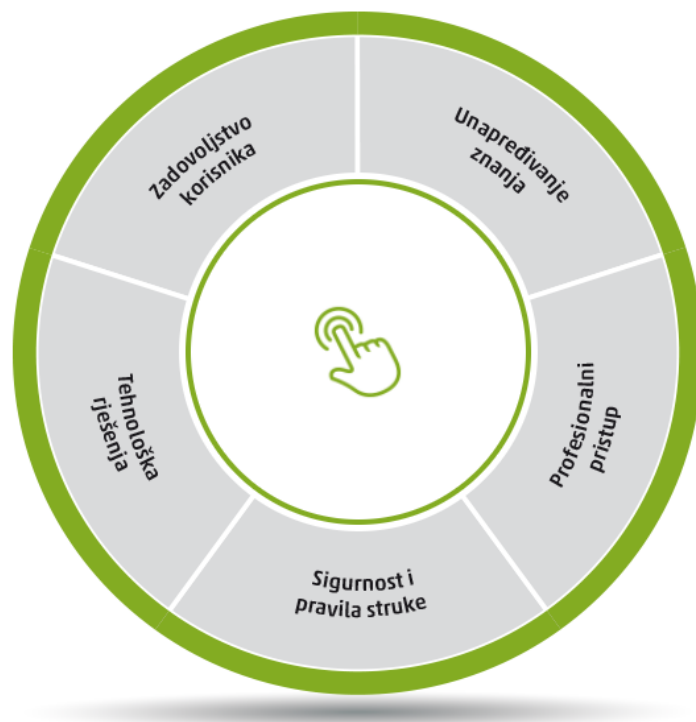 Zadovoljstvo
korisnika
Unapređivanje
znanja
Profesionalni
pristup
Sigurnost i
pravila struke
Tehnološka
rješenja